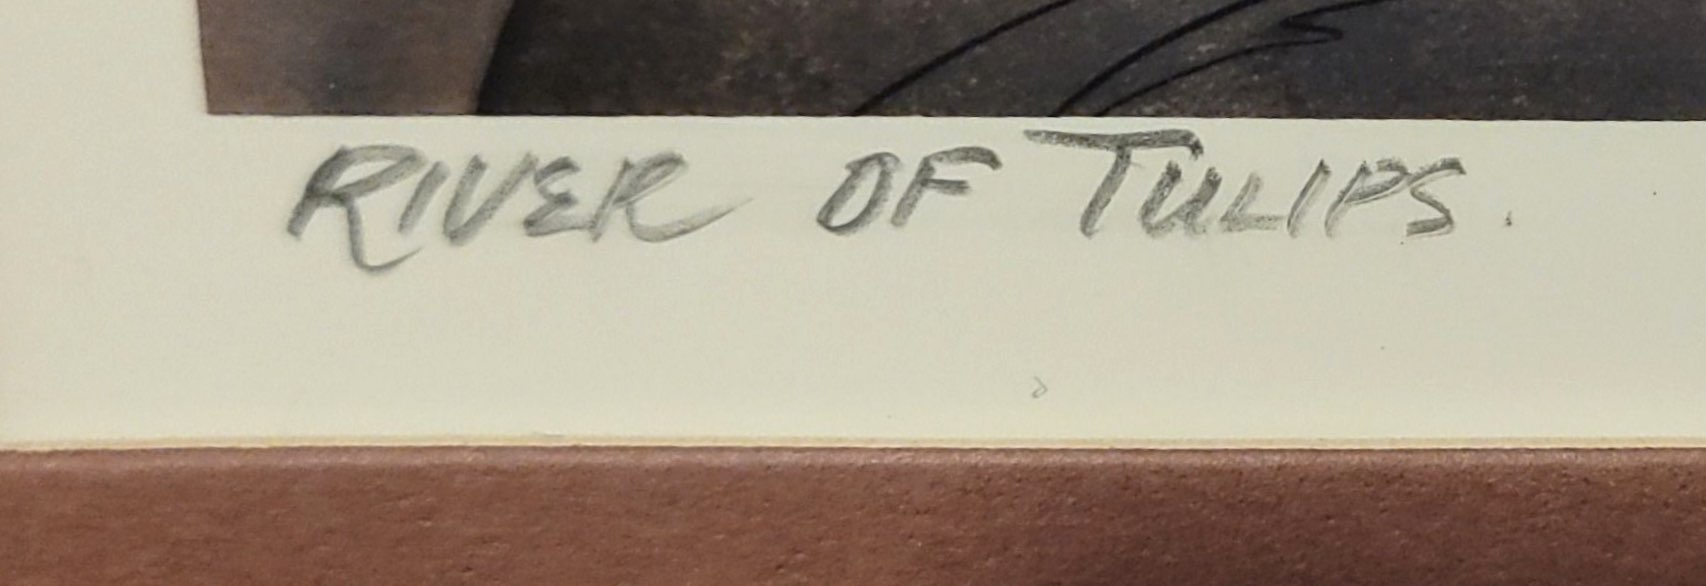 RIVER OF TULIPS.